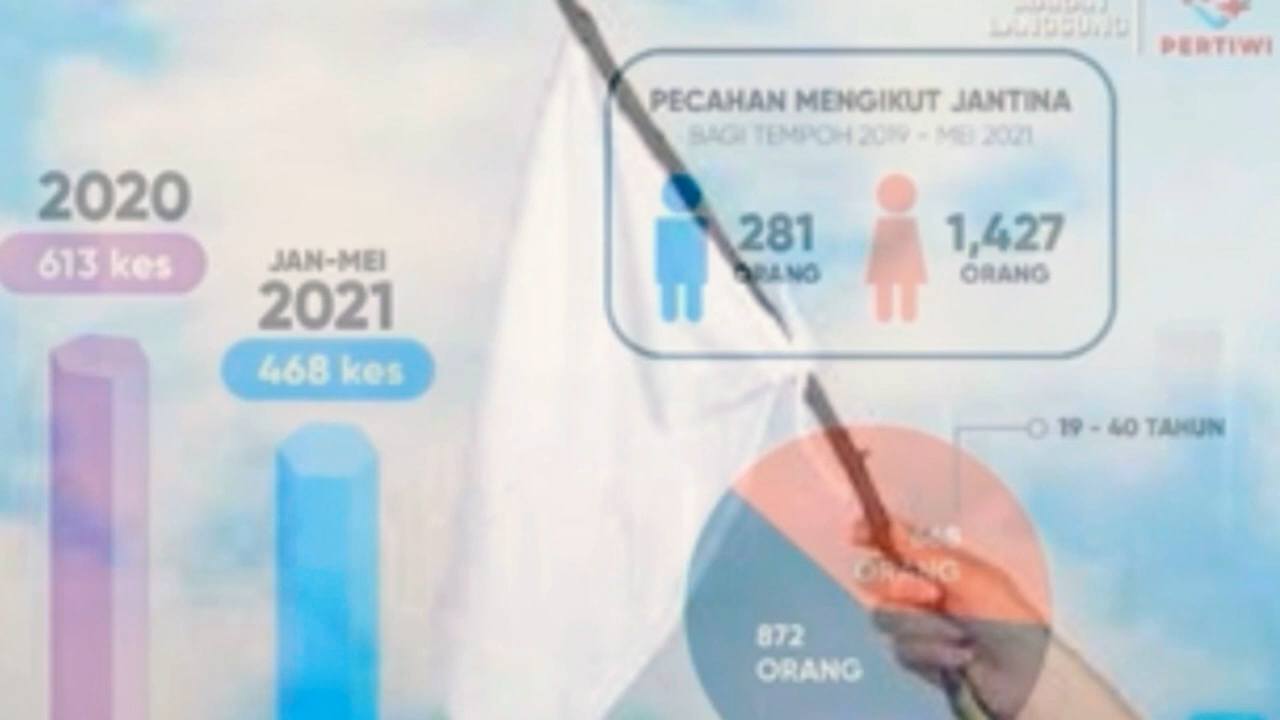 LANGSUNG
PERTIWI
PECAHAN MENGIKUT JANTINA
BAGI TEMPOH 2019 - MEI 2021
281
ORANG
1,427
ORANG
2020
613 kes
JAN-MEI
2021
468 kes
19 - 40 TAHUN
ORANG
872
ORANG